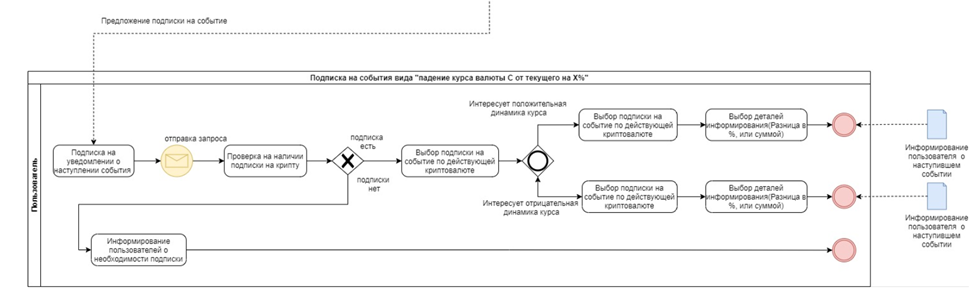 Предложение подписки на событие
Подписка на события вида "падение курса валюты С от текущего на X%"
Пользователь
Подписка на
уведомлении о
наступлении события
отправка запроса
Проверка на наличии
подписки на крипту
подписка
есть
подписки
нет
Выбор подписки на
событие по действующей
криптовалюте
Интересует положительная
динамика курса
Выбор подписки на
событие по действующей
криптовалюте
Выбор деталей
информирования(Разница в
%, или суммой)
Информирование
пользователя о
наступившем
событии
Интересует отрицательная
динамика курса
Выбор подписки на
событие по действующей
криптовалюте
Выбор деталей
информирования(Разница в
%, или суммой)
Информирование
пользователя о
наступившем
событии
Информирование
пользователей о
необходимости подписки